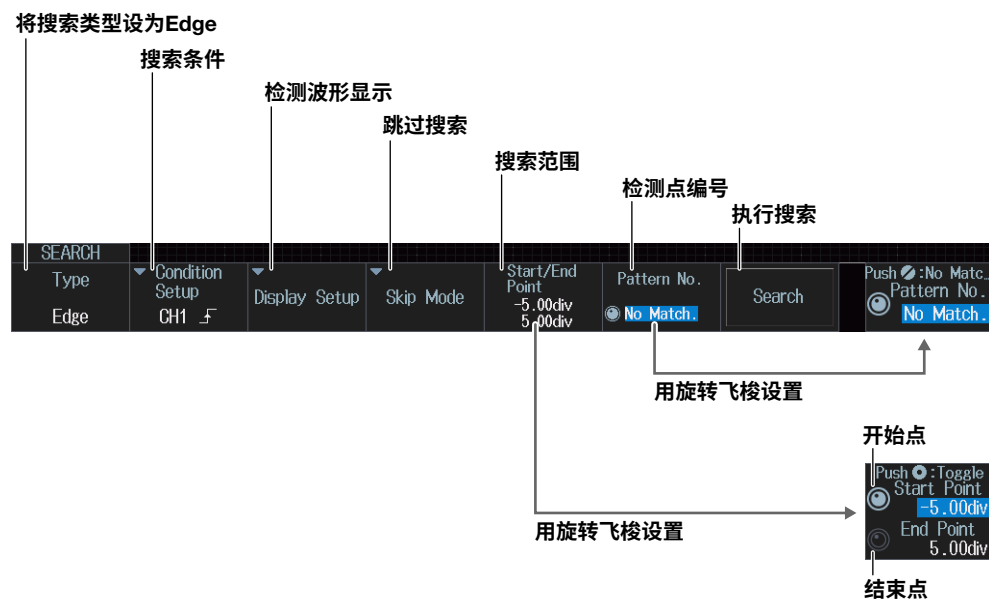 将搜索类型设为Edge
搜索条件
检测波形显示
跳过搜索
搜索范围
检测点编号
执行搜索
SEARCH
Type
Edge
Condition
Setup
CH1
Display Setup
Skip Mode
Start/End
Point
-5.00div
5.00div
Pattern No.
No Match.
Search
Push :No Matc…
Pattern No.
No Match.
用旋转飞梭设置
开始点
Push :Toggle
Start Point
-5.00div
End Point
5.00div
用旋转飞梭设置
结束点